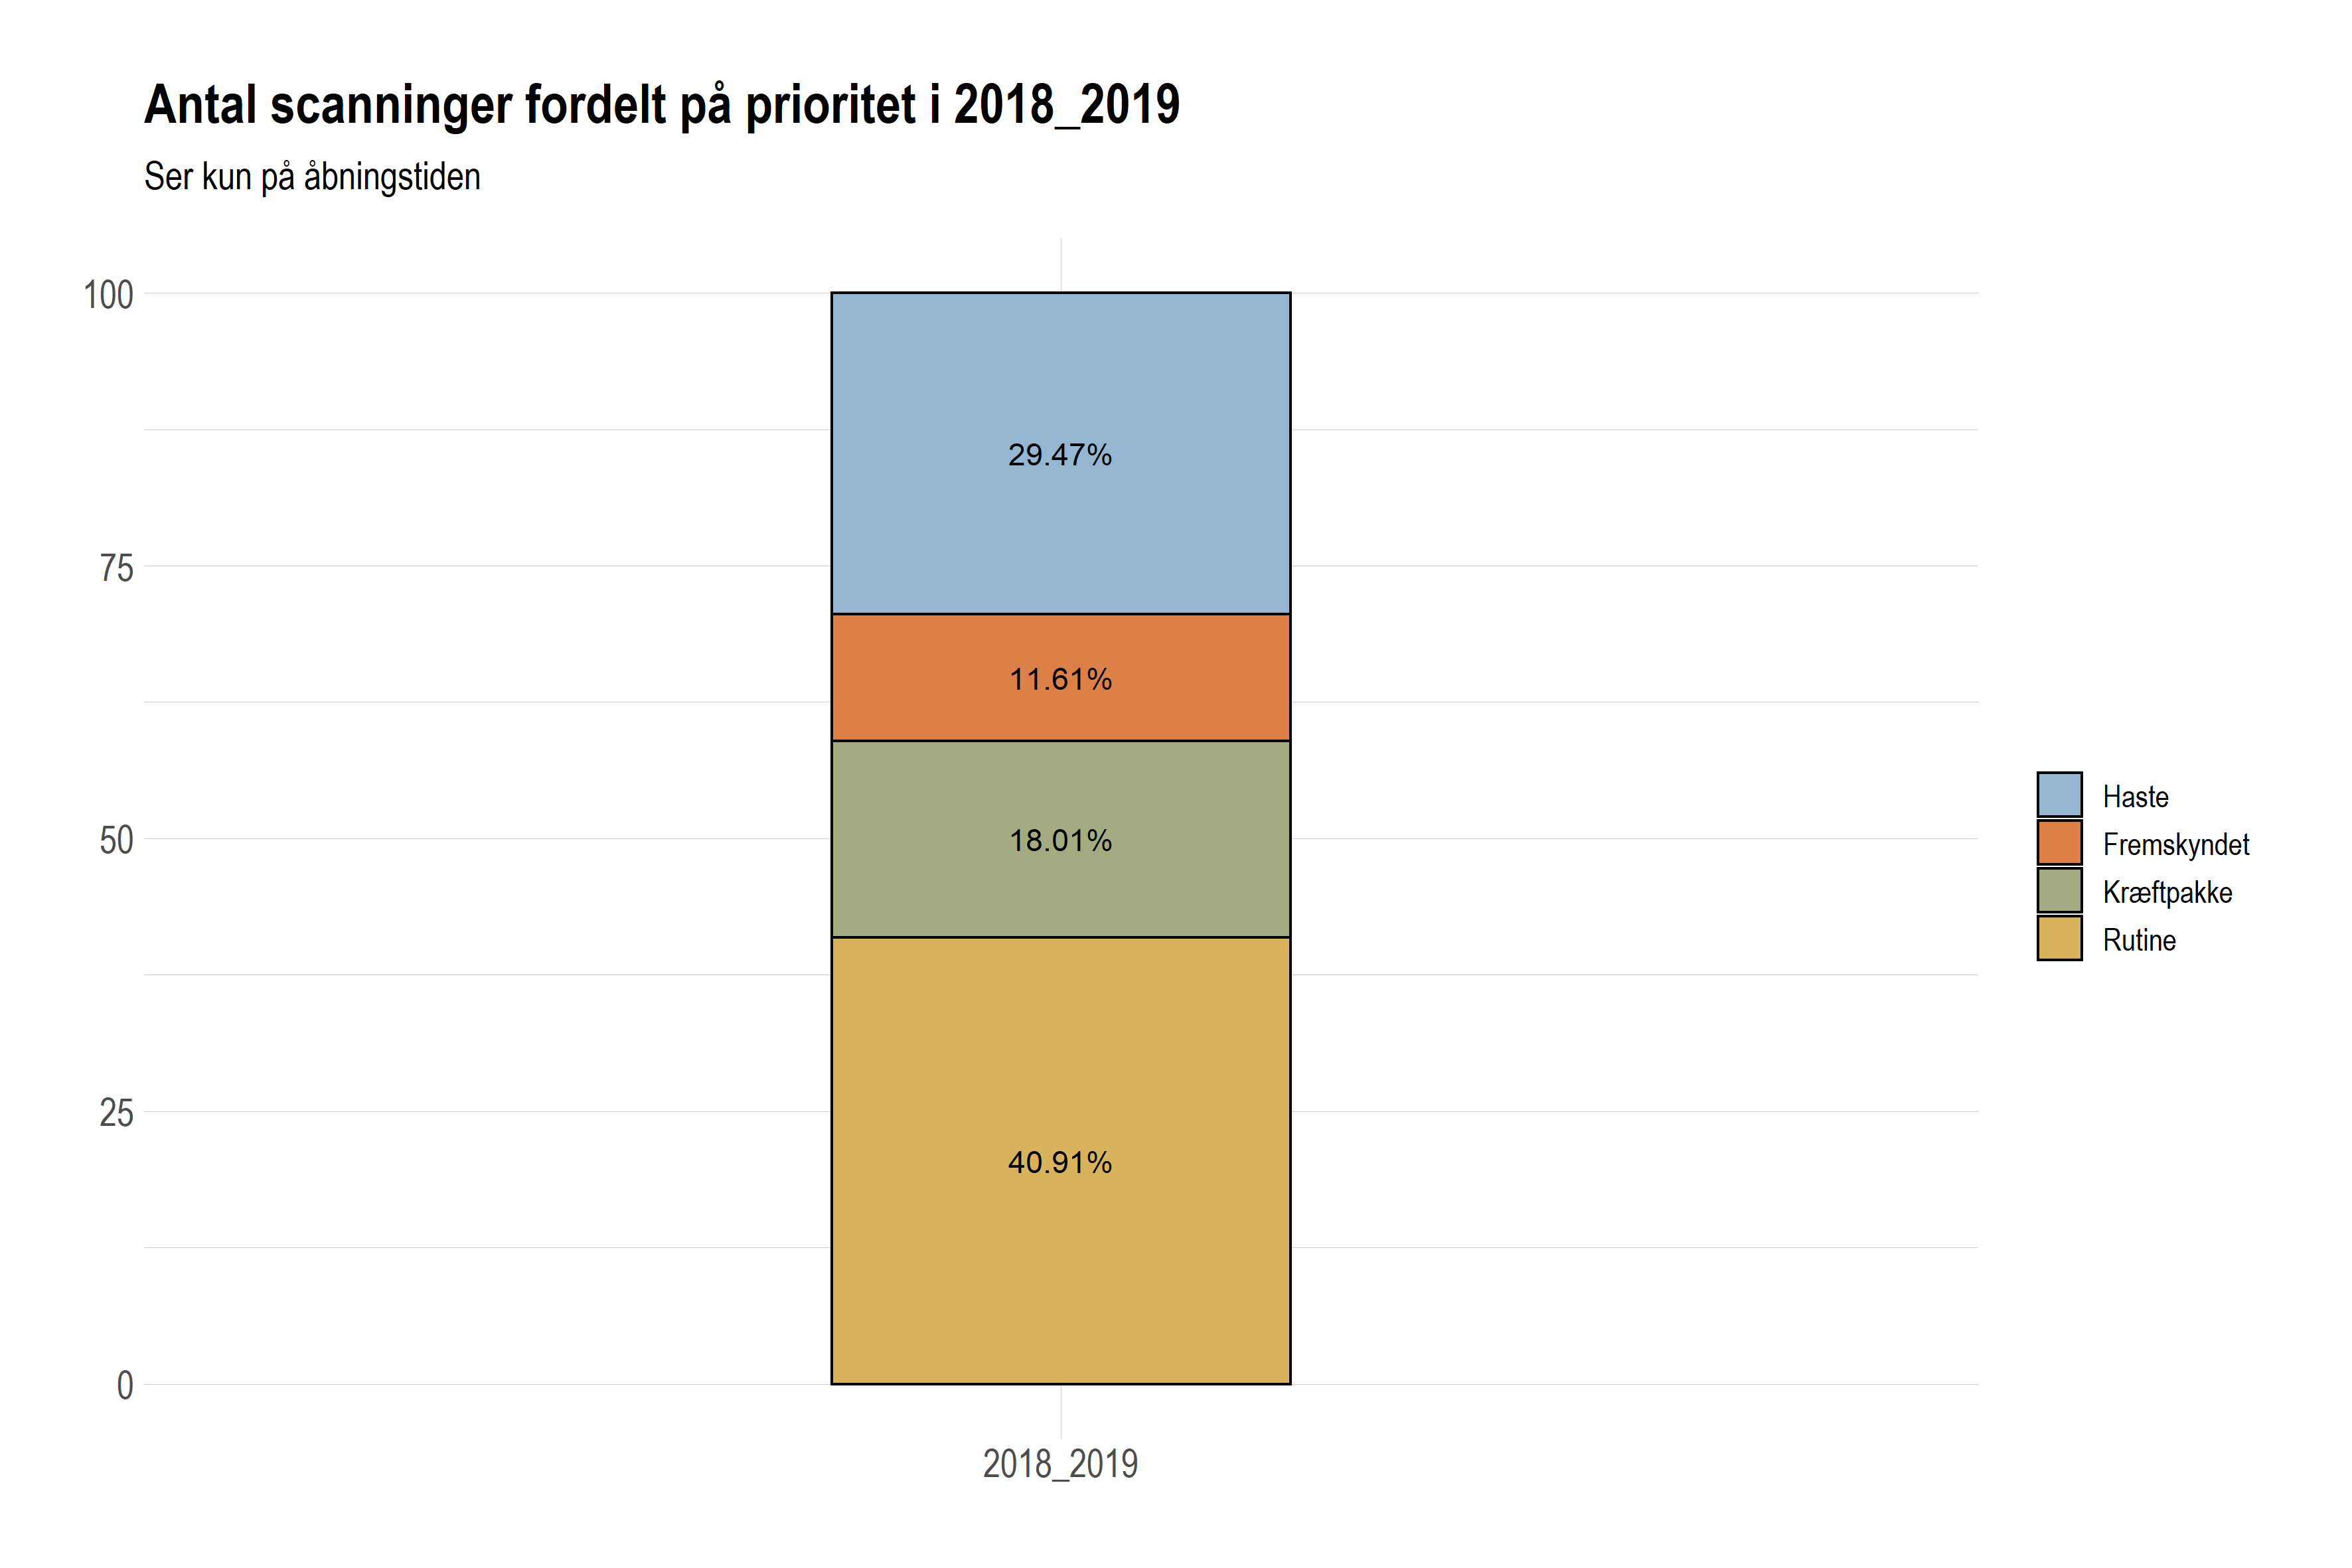 Antal scanninger fordelt på prioritet i 2018_2019
Ser kun på åbningstiden
100
75
50
25
0
29.47%
11.61%
18.01%
40.91%
2018_2019
Haste
Fremskyndet
Kræftpakke
Rutine